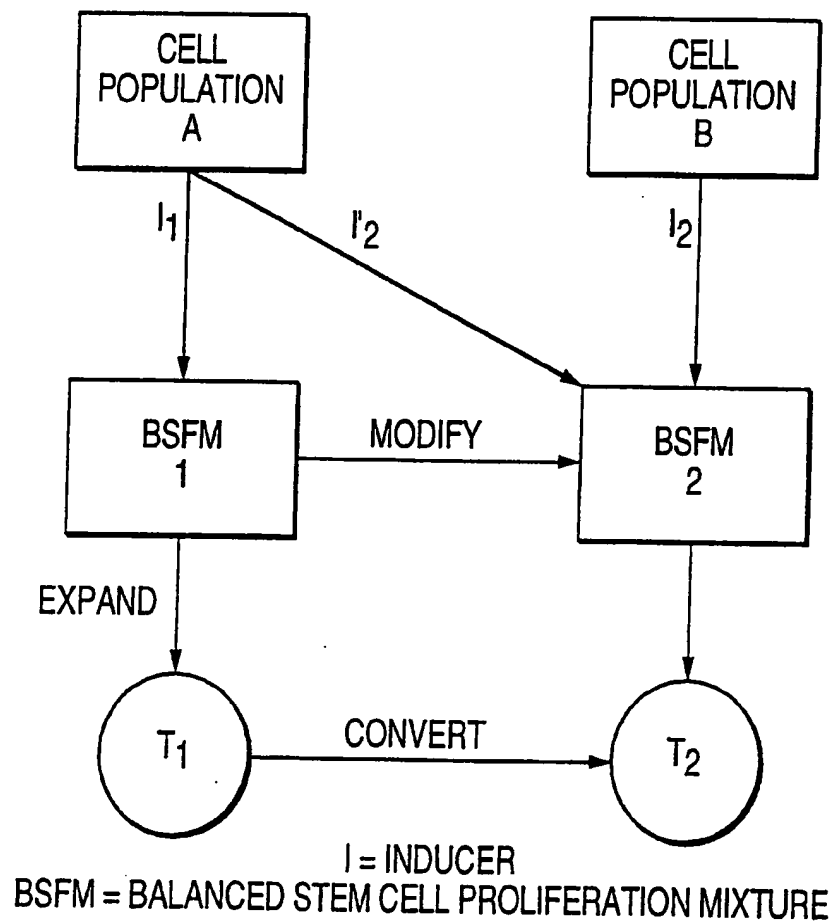 CELL
POPULATION
A
CELL
POPULATION
B
I1
I'2
I2
BSFM
1
MODIFY
BSFM
2
EXPAND
T1
CONVERT
T2
I = INDUCER
BSFM = BALANCED STEM CELL PROLIFERATION MIXTURE